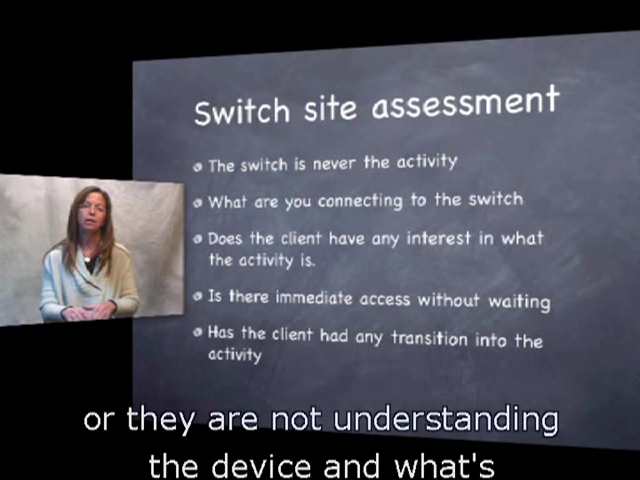 Switch site assessment
The switch is never the activity
What are you connecting to the switch
Does the client have any interest in what
the activity is.
Is there immediate access without waiting
Has the client had any transition into the
activity
or they are not understanding
the device and what's